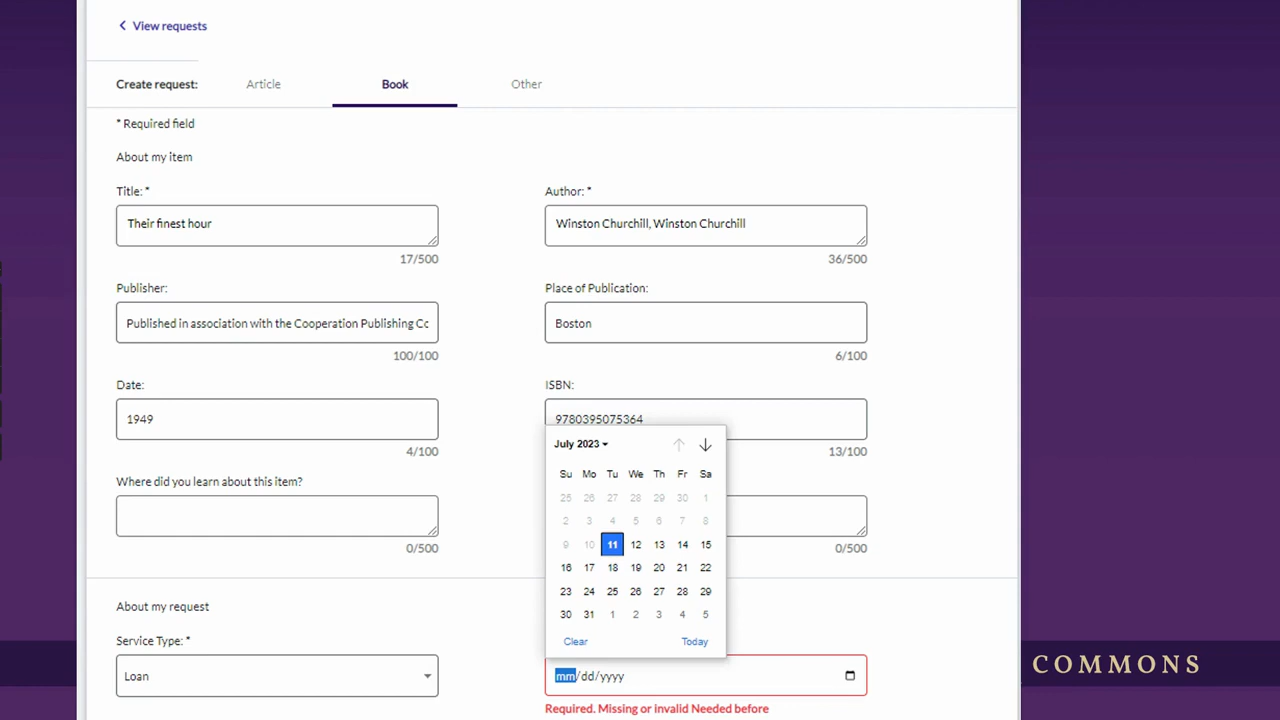 View requests
Create request: Article Book Other
* Required field
About my item
Title: *
Their finest hour
17/500
Author: *
Winston Churchill, Winston Churchill
36/500
Publisher:
Published in association with the Cooperation Publishing Cc
100/100
Place of Publication:
Boston
6/100
Date:
1949
4/100
ISBN:
9780395075364
13/100
Where did you learn about this item?
0/500
0/500
July 2023
Su Mo Tu We Th Fr Sa
25 26 27 28 29 30 1
2 3 4 5 6 7 8
9 10 11 12 13 14 15
16 17 18 19 20 21 22
23 24 25 26 27 28 29
30 31 1 2 3 4 5
Clear Today
About my request
Service Type: *
Loan
mm/dd/yyyy
Required. Missing or invalid Needed before
COMMONS